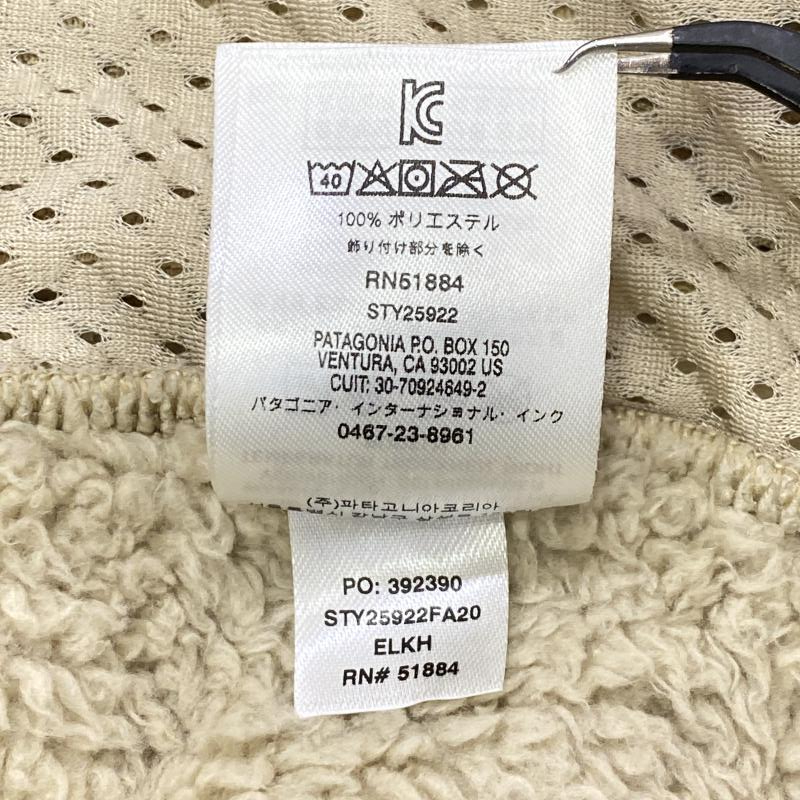 KC
40
100% ポリエステル
飾り付け部分を除く
RN51884
STY25922
PATAGONIA P.O. BOX 150
VENTURA, CA 93002 US
CUIT: 30-70924649-2
パタゴニア・インターナショナル・インク
0467-23-8961
(주)파타고니아코리아
PO: 392390
STY25922FA20
ELKH
RN# 51884